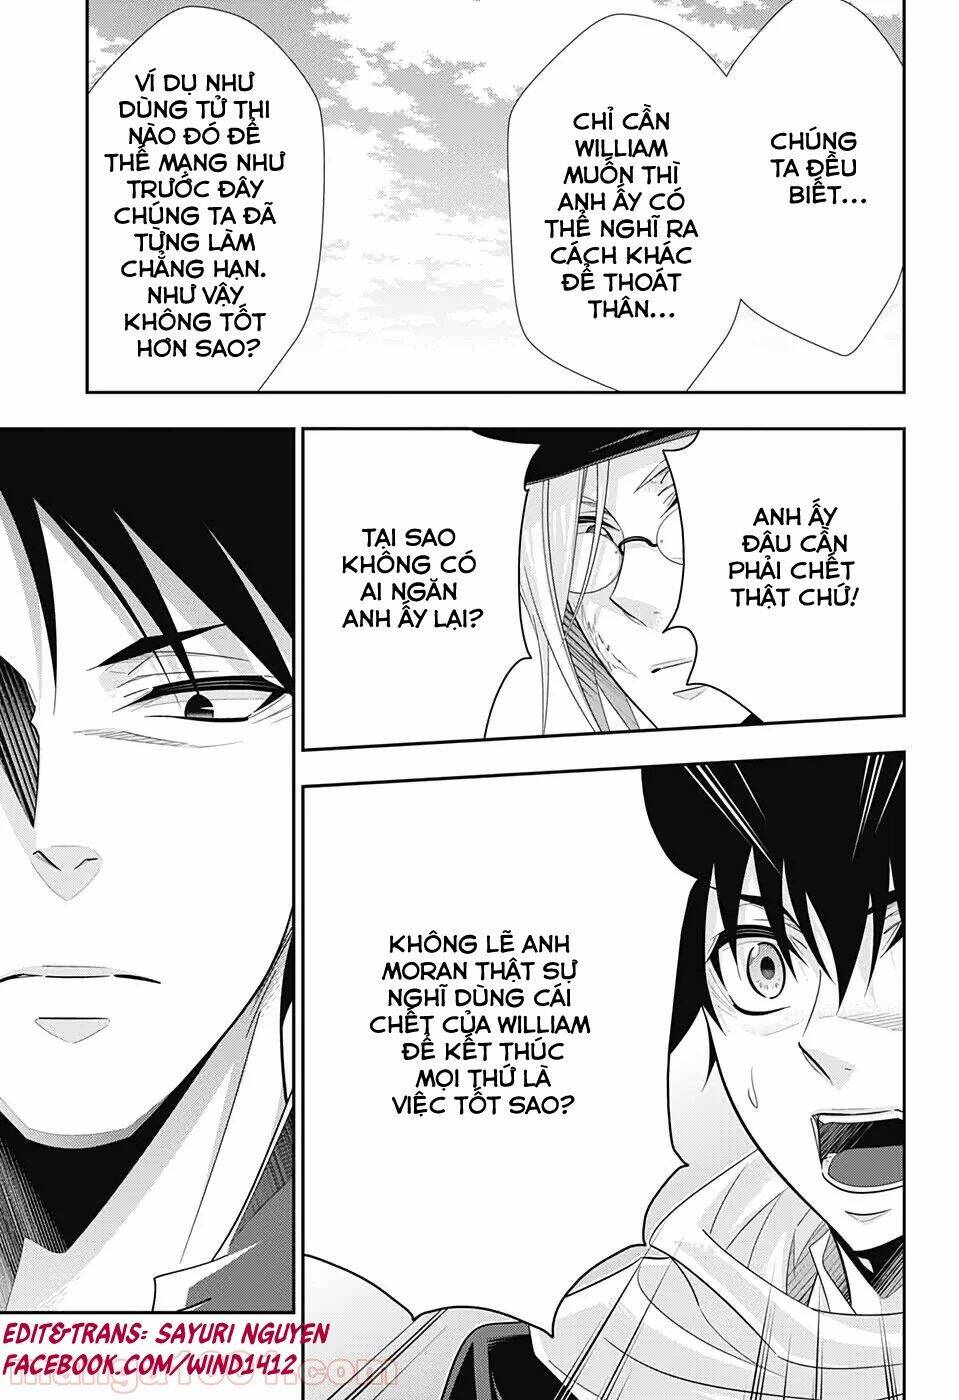 CHÚNG
TA ĐỀU
BIẾT...
CHỈ CẦN
WILLIAM
MUỐN THÌ
ANH ẤY CÓ
THỂ NGHĨ RA
CÁCH KHÁC
ĐỂ THOÁT
THÂN...
VÍ DỤ NHƯ
DÙNG TỬ THI
NÀO ĐÓ ĐỂ
THẾ MẠNG NHƯ
TRƯỚC ĐÂY
CHÚNG TA ĐÃ
TỪNG LÀM
CHẲNG HẠN.
NHƯ VẬY
KHÔNG TỐT
HƠN SAO?
ANH ẤY
ĐÂU CẦN
PHẢI CHẾT
THẬT CHỨ!
TẠI SAO
KHÔNG CÓ
AI NGĂN
ANH ẤY LẠI?
KHÔNG LẼ ANH
MORAN THẬT SỰ
NGHĨ DÙNG CÁI
CHẾT CỦA WILLIAM
ĐỂ KẾT THÚC
MỌI THỨ LÀ
VIỆC TỐT SAO?
EDIT&TRANS: SAYURI NGUYEN
FACEBOOK.COM/WIND1412
manga1001.com